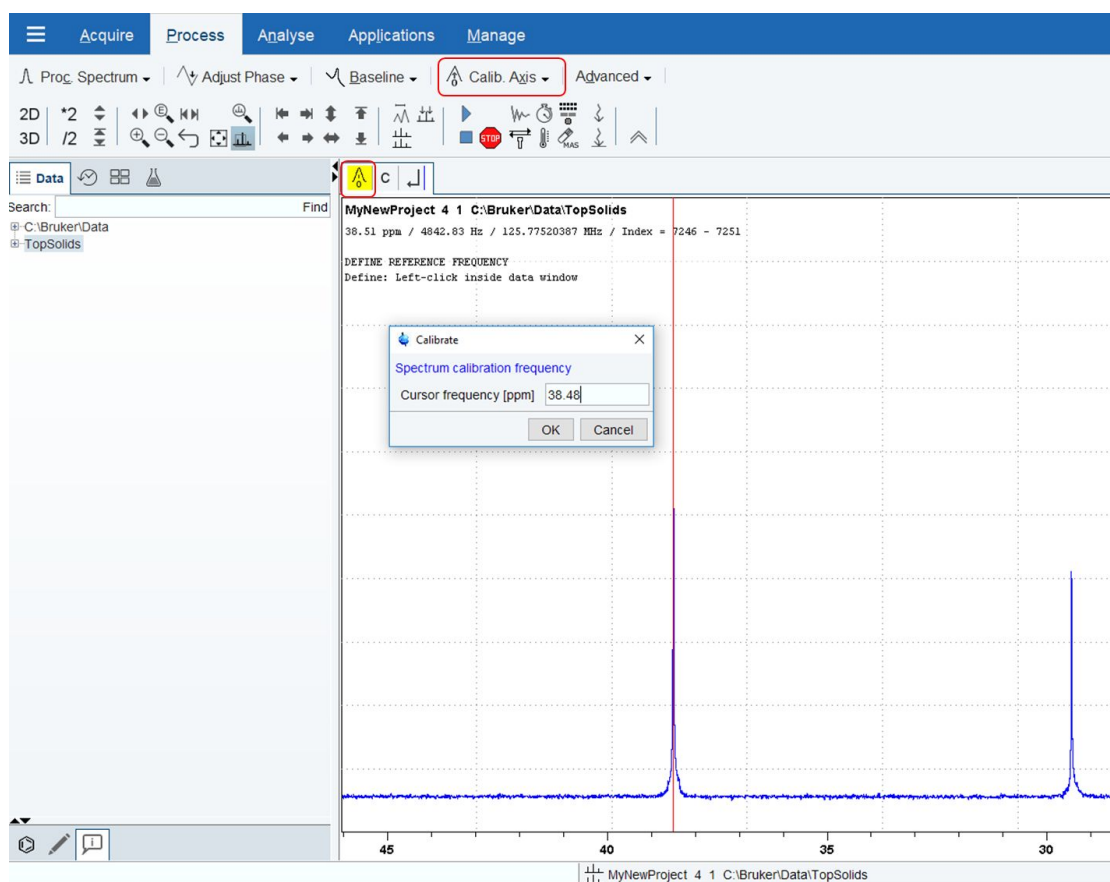 Acquire Process Analyse Applications Manage
Proc. Spectrum Adjust Phase Baseline Calib. Axis Advanced
2D *2
3D /2 STOP MAS
Data C
Search: Find
C:\Bruker\Data
TopSolids
MyNewProject 4 1 C:\Bruker\Data\TopSolids
38.51 ppm / 4842.83 Hz / 125.77520387 MHz / Index = 7246 - 7251
DEFINE REFERENCE FREQUENCY
Define: Left-click inside data window
Calibrate
Spectrum calibration frequency
Cursor frequency [ppm] 38.48
OK Cancel
45 40 35 30
MyNewProject 4 1 C:\Bruker\Data\TopSolids